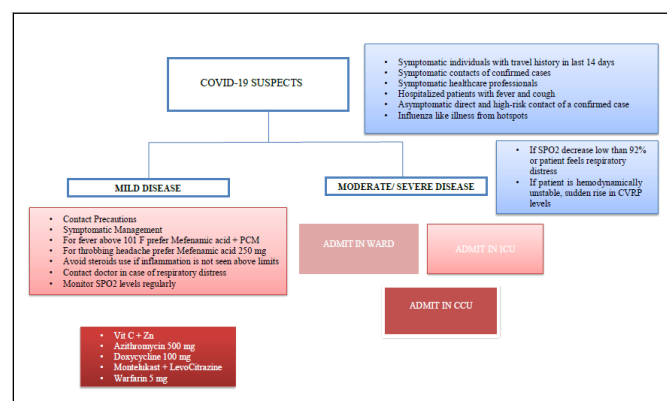 COVID-19 SUSPECTS
Symptomatic individuals with travel history in last 14 days
Symptomatic contacts of confirmed cases
Symptomatic healthcare professionals
Hospitalized patients with fever and cough
Asymptomatic direct and high-risk contact of a confirmed case
Influenza like illness from hotspots
If SPO2 decrease low than 92%
or patient feels respiratory
distress
If patient is hemodynamically
unstable, sudden rise in CVRP
levels
MILD DISEASE
MODERATE/ SEVERE DISEASE
Contact Precautions
Symptomatic Management
For fever above 101 F prefer Mefenamic acid + PCM
For throbbing headache prefer Mefenamic acid 250 mg
Avoid steroids use if inflammation is not seen above limits
Contact doctor in case of respiratory distress
Monitor SPO2 levels regularly
ADMIT IN WARD
ADMIT IN ICU
ADMIT IN CCU
Vit C + Zn
Azithromycin 500 mg
Doxycycline 100 mg
Montelukast + LevoCitrazine
Warfarin 5 mg